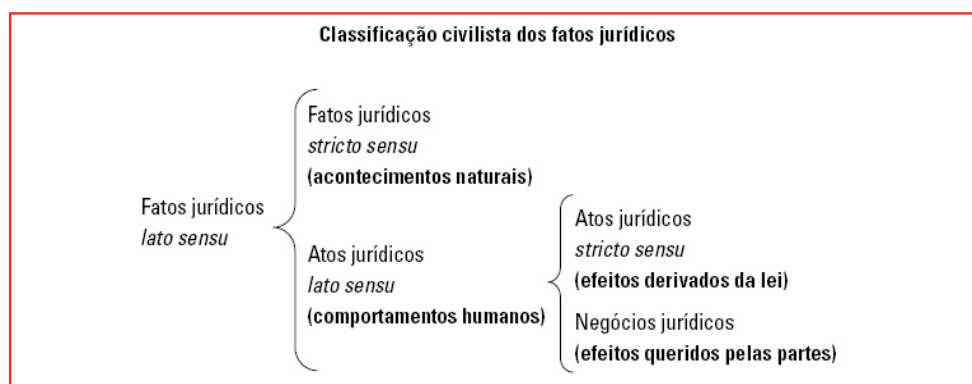 Classificação civilista dos fatos jurídicos
Fatos jurídicos
lato sensu
Fatos jurídicos
stricto sensu
(acontecimentos naturais)
Atos jurídicos
lato sensu
(comportamentos humanos)
Atos jurídicos
stricto sensu
(efeitos derivados da lei)
Negócios jurídicos
(efeitos queridos pelas partes)